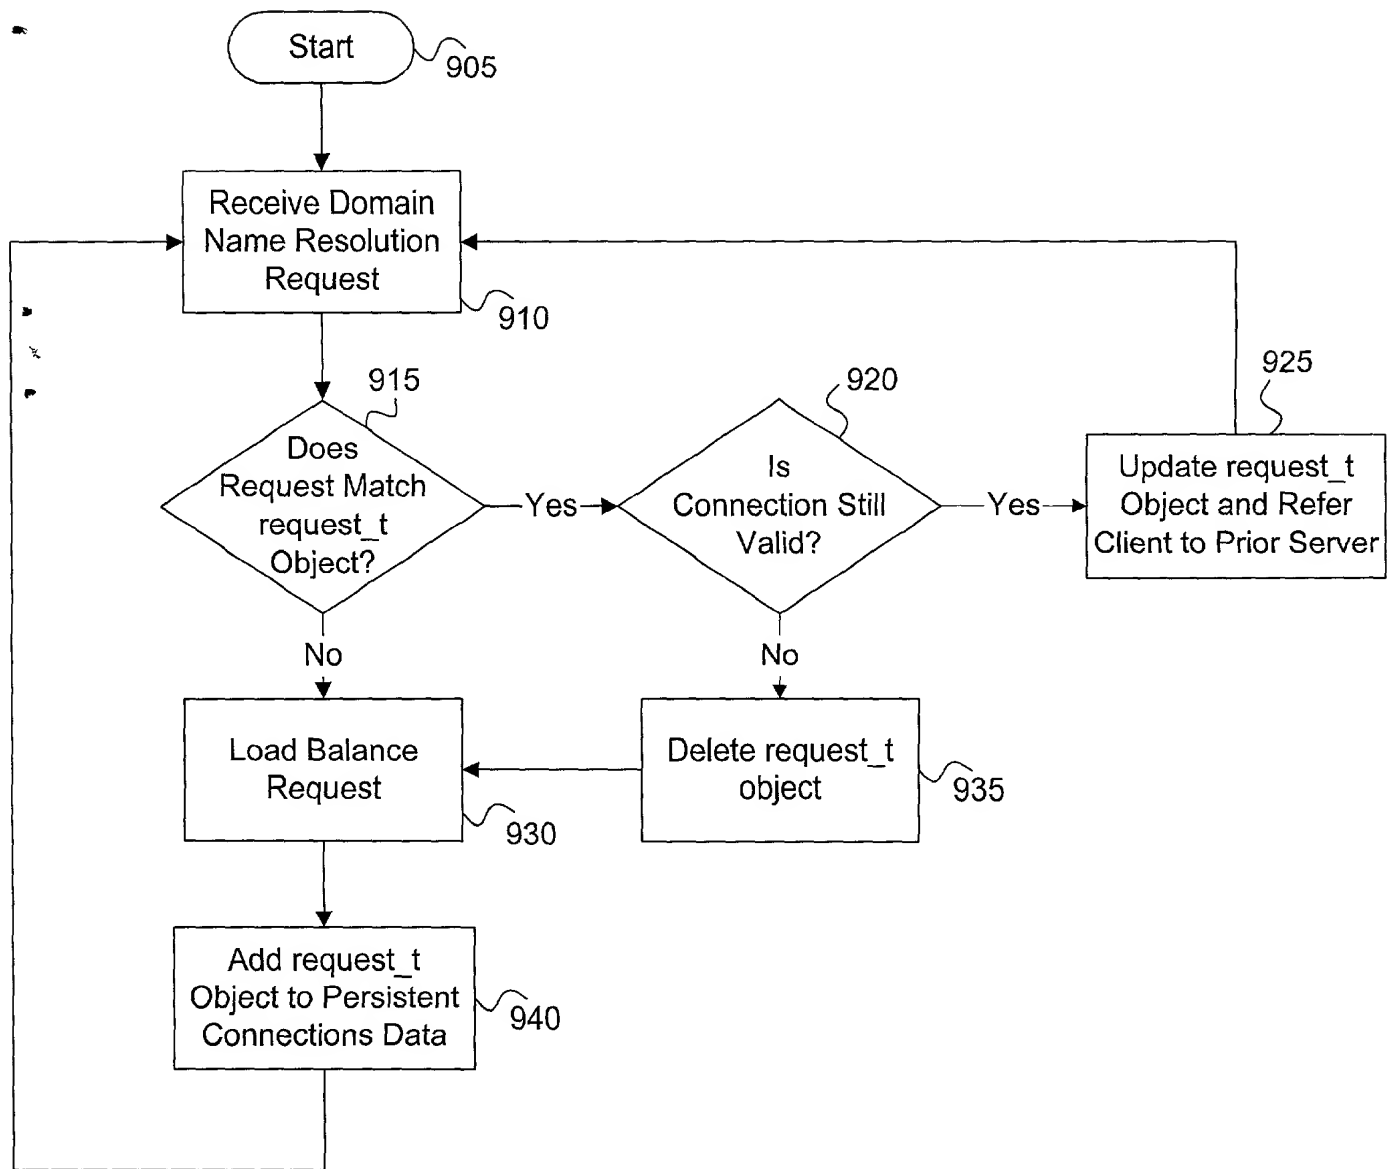 Start
905
Receive Domain
Name Resolution
Request
910
915
Does
Request Match
request_t
Object?
Yes
920
Is
Connection Still
Valid?
Yes
925
Update request_t
Object and Refer
Client to Prior Server
No
No
Load Balance
Request
930
Delete request_t
object
935
Add request_t
Object to Persistent
Connections Data
940